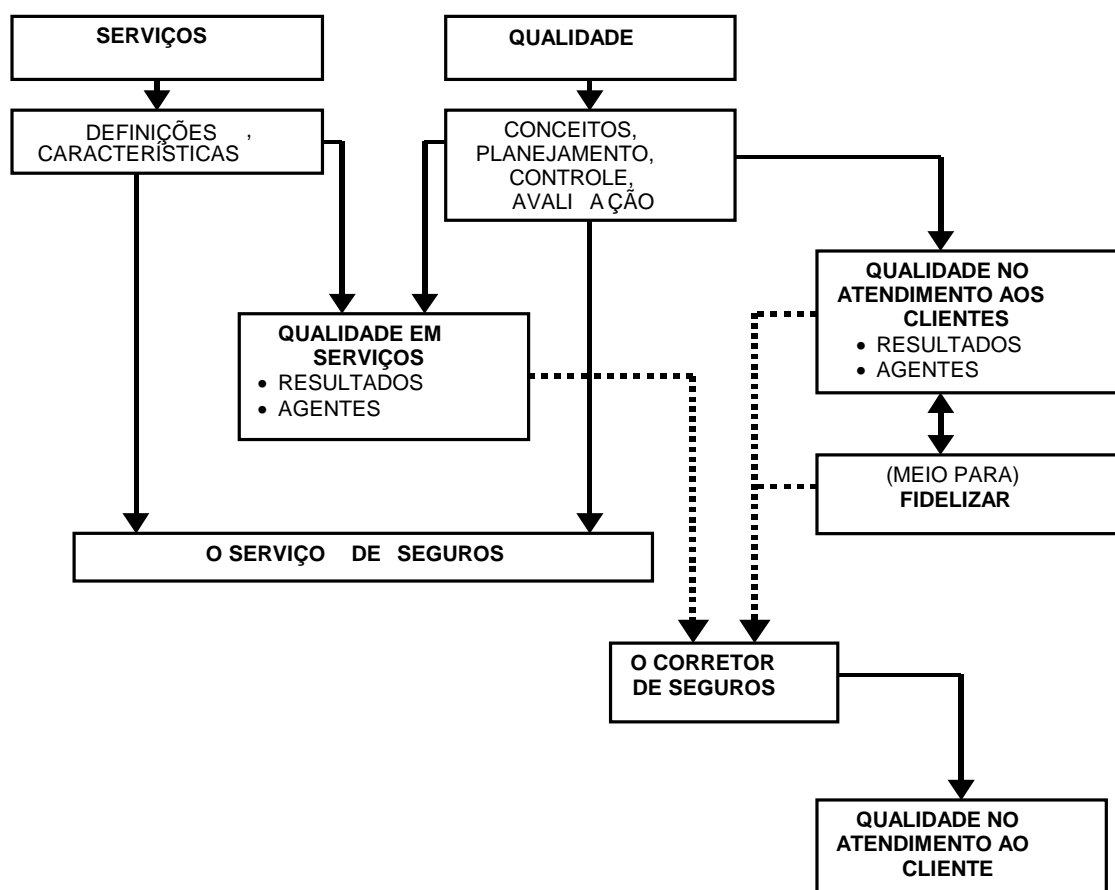 SERVIÇOS
QUALIDADE
DEFINIÇÕES ,
CARACTERÍSTICAS
CONCEITOS,
PLANEJAMENTO,
CONTROLE,
AVALI AÇÃO
QUALIDADE NO
ATENDIMENTO AOS
CLIENTES
• RESULTADOS
• AGENTES
QUALIDADE EM
SERVIÇOS
• RESULTADOS
• AGENTES
(MEIO PARA)
FIDELIZAR
O SERVIÇO DE SEGUROS
O CORRETOR
DE SEGUROS
QUALIDADE NO
ATENDIMENTO AO
CLIENTE